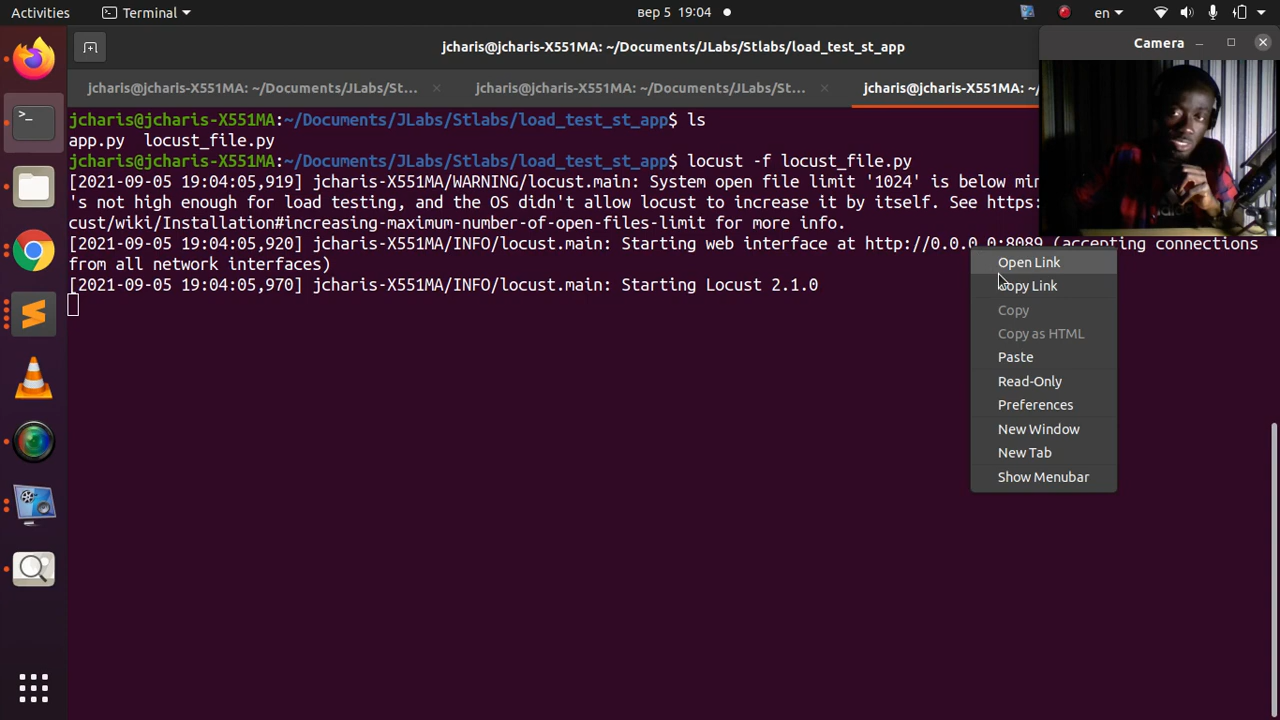 Activities
Terminal
вер 5 19:04
en
jcharis@jcharis-X551MA: ~/Documents/JLabs/Stlabs/load_test_st_app
Camera
jcharis@jcharis-X551MA: ~/Documents/JLabs/St...
jcharis@jcharis-X551MA: ~/Documents/JLabs/St...
jcharis@jcharis-X551MA: ~/
jcharis@jcharis-X551MA:~/Documents/JLabs/Stlabs/load_test_st_app$ ls
app.py locust_file.py
jcharis@jcharis-X551MA:~/Documents/JLabs/Stlabs/load_test_st_app$ locust -f locust_file.py
[2021-09-05 19:04:05,919] jcharis-X551MA/WARNING/locust.main: System open file limit '1024' is below min
's not high enough for load testing, and the OS didn't allow locust to increase it by itself. See https:
cust/wiki/Installation#increasing-maximum-number-of-open-files-limit for more info.
[2021-09-05 19:04:05,920] jcharis-X551MA/INFO/locust.main: Starting web interface at http://0.0.0.0:8089 (accepting connections
from all network interfaces)
[2021-09-05 19:04:05,970] jcharis-X551MA/INFO/locust.main: Starting Locust 2.1.0
Open Link
Copy Link
Copy
Copy as HTML
Paste
Read-Only
Preferences
New Window
New Tab
Show Menubar